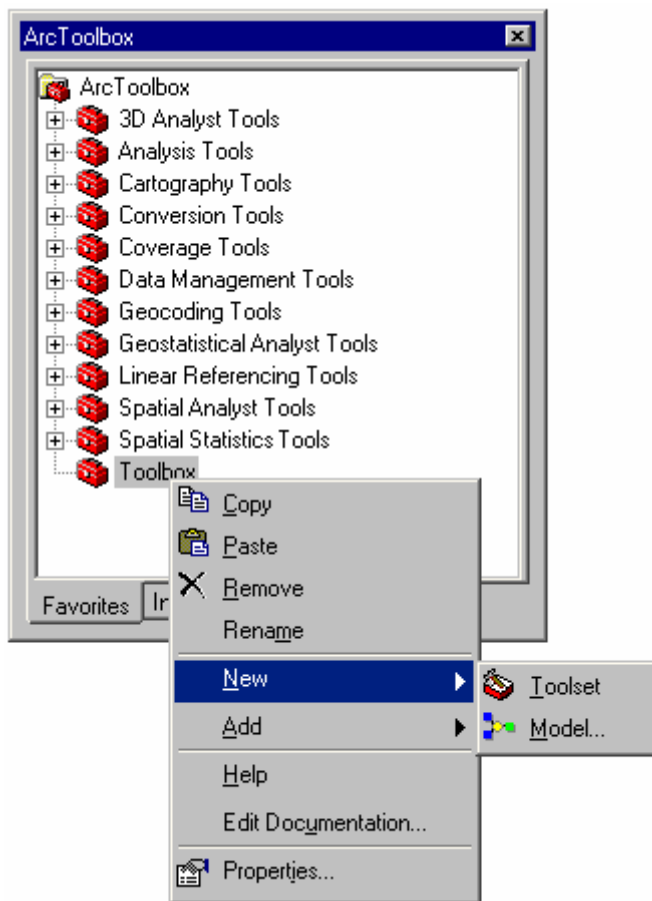 ArcToolbox
ArcToolbox
3D Analyst Tools
Analysis Tools
Cartography Tools
Conversion Tools
Coverage Tools
Data Management Tools
Geocoding Tools
Geostatistical Analyst Tools
Linear Referencing Tools
Spatial Analyst Tools
Spatial Statistics Tools
Toolbox
Favorites
Copy
Paste
Remove
Rename
New
Toolset
Model...
Add
Help
Edit Documentation...
Properties...